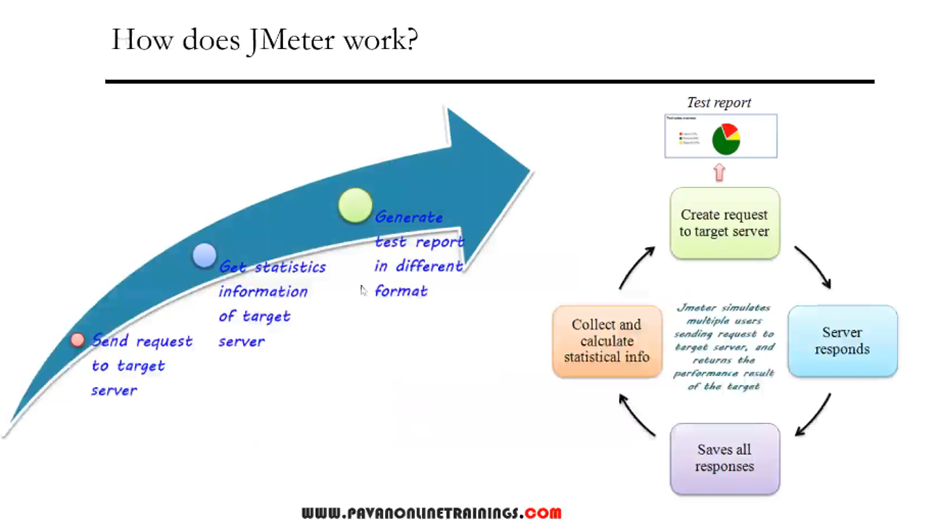 How does JMeter work?
Test report
Create request
to target server
Generate
test report
in different
format
Get statistics
information
of target
server
Send request
to target
server
Collect and
calculate
statistical info
Jmeter simulates
multiple users
sending request to
target server, and
returns the
performance result
of the target
Server
responds
Saves all
responses
WWW.PAVANONLINETRAININGS.COM